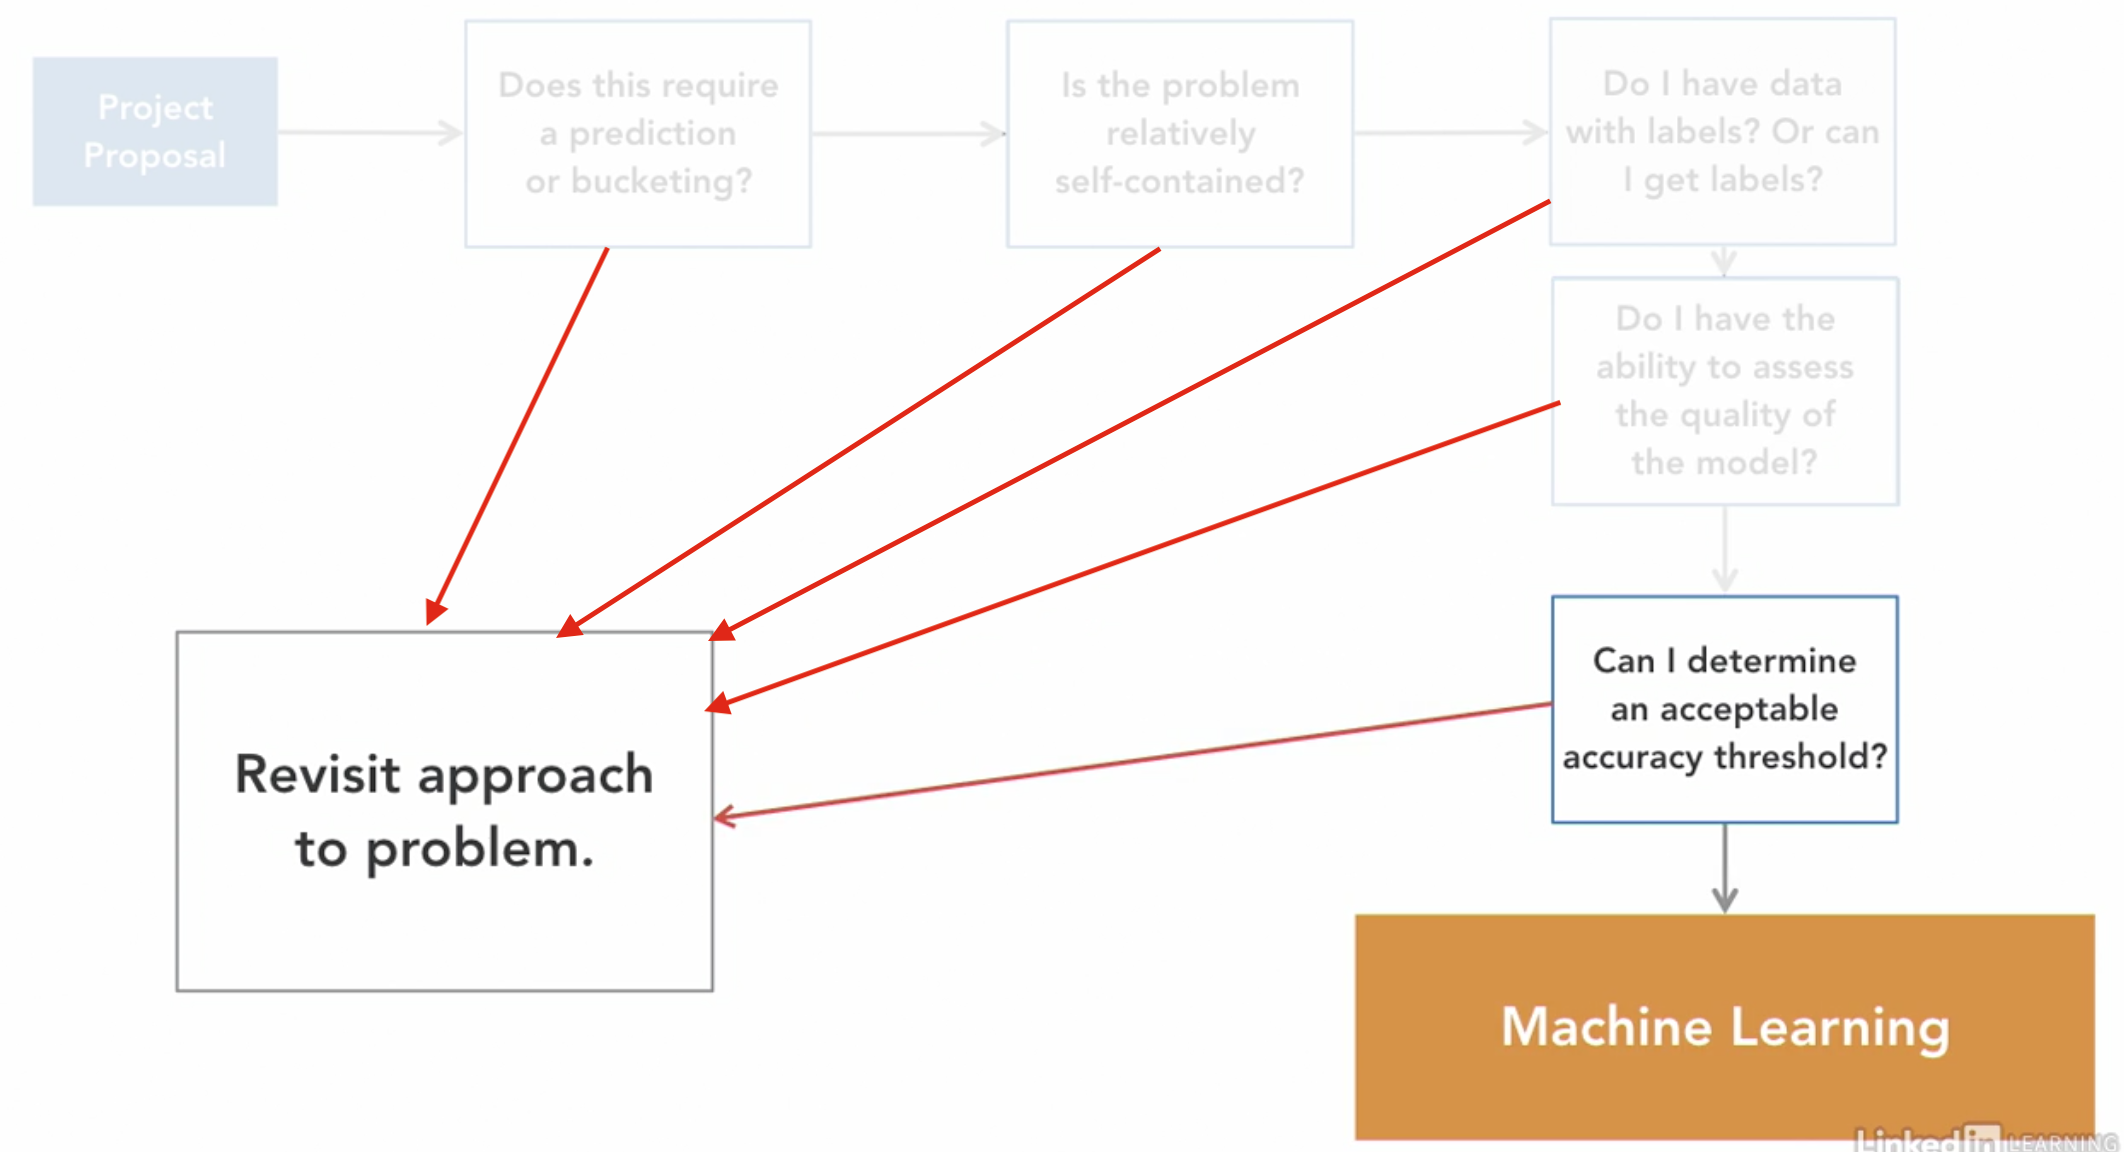 Project
Proposal
Does this require
a prediction
or bucketing?
Is the problem
relatively
self-contained?
Do I have data
with labels? Or can
I get labels?
Do I have the
ability to assess
the quality of
the model?
Can I determine
an acceptable
accuracy threshold?
Revisit approach
to problem.
Machine Learning
Linked in LEARNING